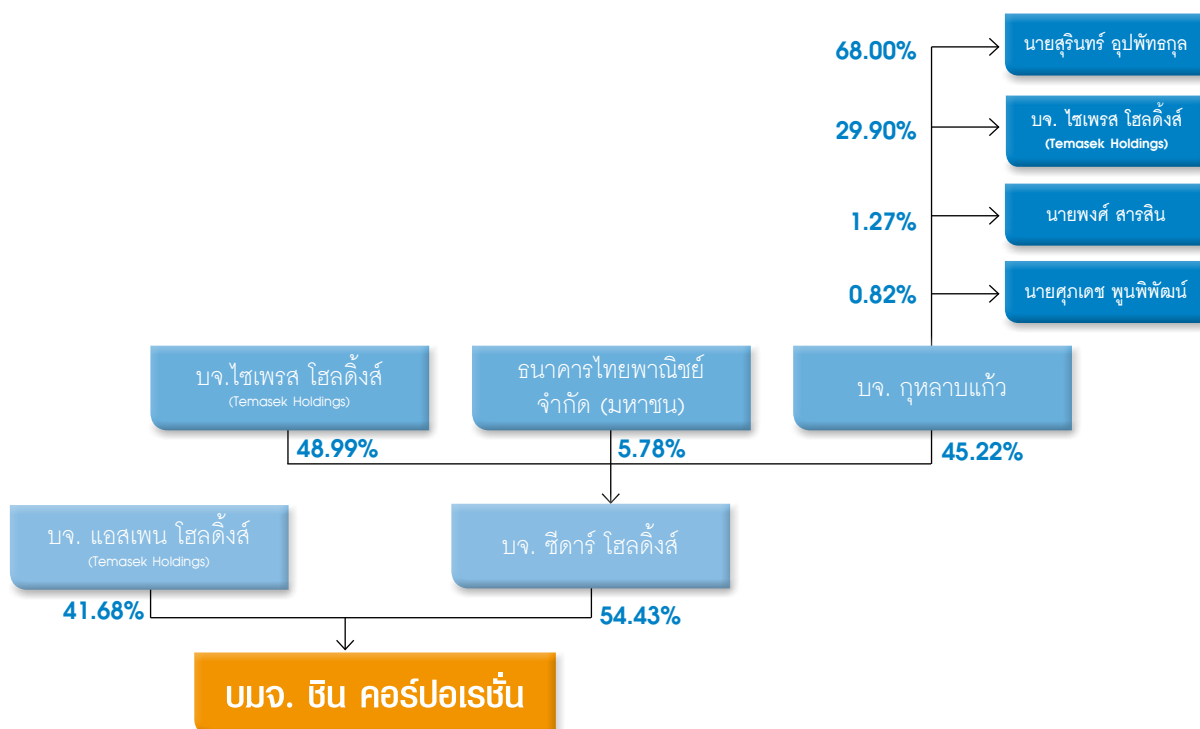 68.00%
นายสุรินทร์ อุปพัทธกุล
29.90%
บจ. ไซเพรส โฮลดิ้งส์
(Temasek Holdings)
1.27%
นายพงศ์ สารสิน
0.82%
นายศุภเดช พูนพิพัฒน์
บจ.ไซเพรส โฮลดิ้งส์
(Temasek Holdings)
ธนาคารไทยพาณิชย์
จำกัด (มหาชน)
บจ. กุหลาบแก้ว
48.99%
5.78%
45.22%
บจ. แอสเพน โฮลดิ้งส์
(Temasek Holdings)
บจ. ซีดาร์ โฮลดิ้งส์
41.68%
54.43%
บมจ. ชิน คอร์ปอเรชั่น